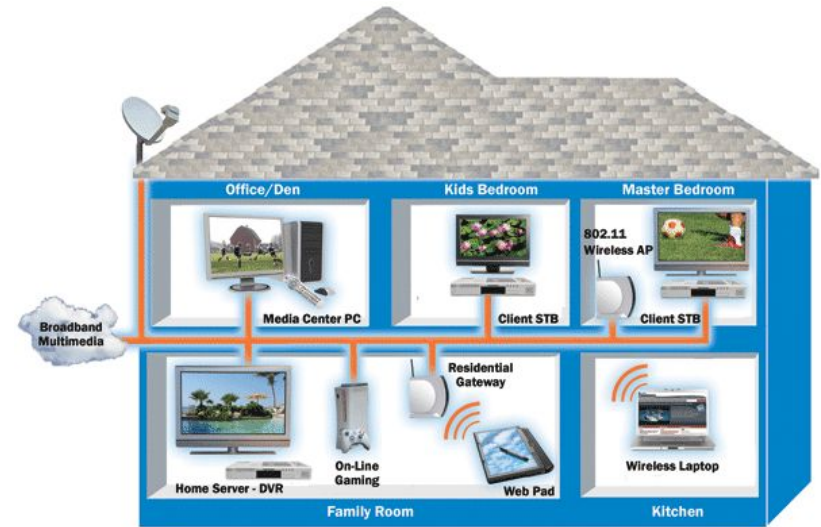 Office/Den
Kids Bedroom
Master Bedroom
802.11
Wireless AP
Media Center PC
Client STB
Client STB
Broadband
Multimedia
Residential
Gateway
On-Line
Gaming
Home Server - DVR
Web Pad
Wireless Laptop
Family Room
Kitchen